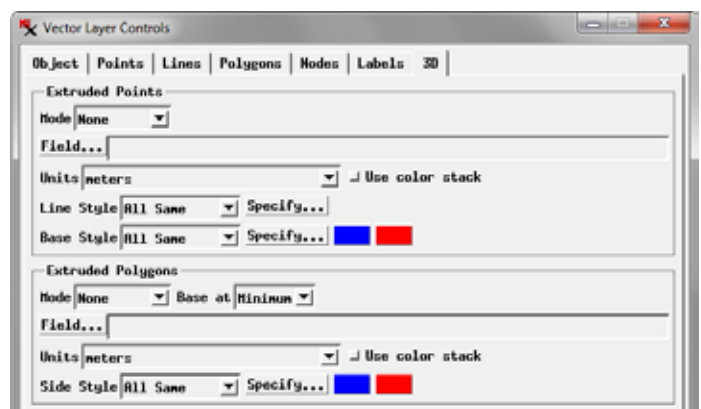 Vector Layer Controls
Object Points Lines Polygons Nodes Labels 3D
Extruded Points
Mode None
Field...
Units meters Use color stack
Line Style All Same Specify...
Base Style All Same Specify...
Extruded Polygons
Mode None Base at Minimum
Field...
Units meters Use color stack
Side Style All Same Specify...